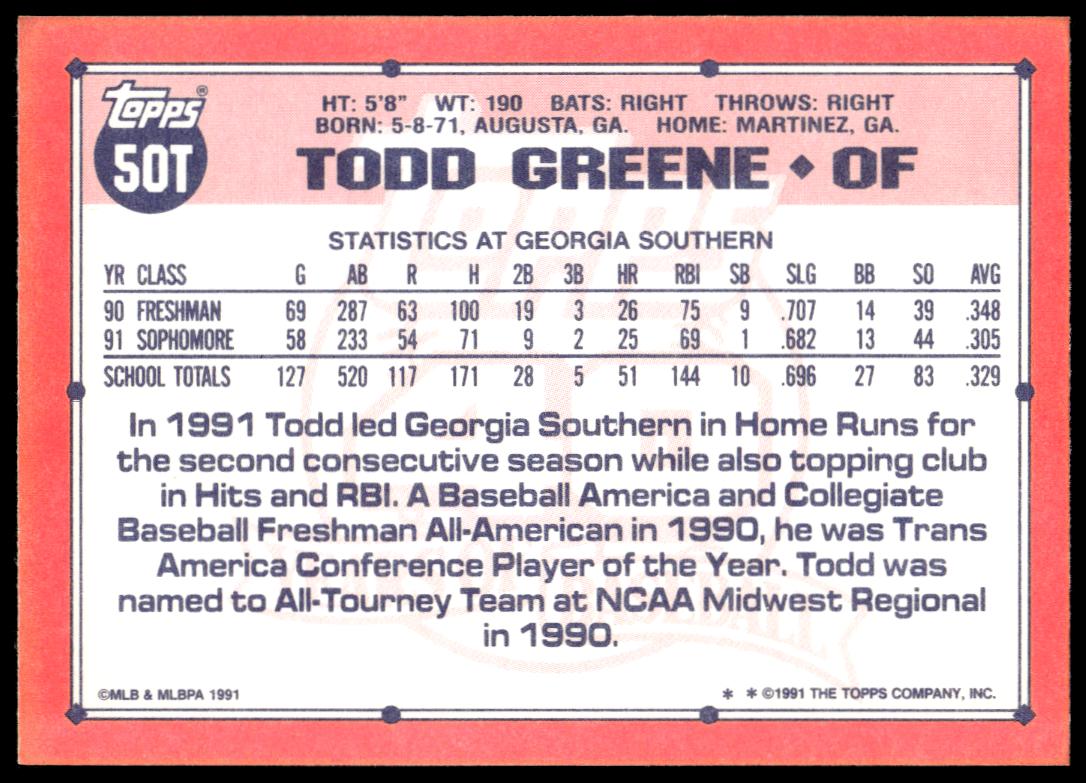 Topps®
50T
HT: 5'8" WT: 190 BATS: RIGHT THROWS: RIGHT
BORN: 5-8-71, AUGUSTA, GA. HOME: MARTINEZ, GA.
TODD GREENE ◆ OF
STATISTICS AT GEORGIA SOUTHERN
YR CLASS G AB R H 2B 3B HR RBI SB SLG BB SO AVG
90 FRESHMAN 69 287 63 100 19 3 26 75 9 .707 14 39 .348
91 SOPHOMORE 58 233 54 71 9 2 25 69 1 .682 13 44 .305
SCHOOL TOTALS 127 520 117 171 28 5 51 144 10 .696 27 83 .329
In 1991 Todd led Georgia Southern in Home Runs for
the second consecutive season while also topping club
in Hits and RBI. A Baseball America and Collegiate
Baseball Freshman All-American in 1990, he was Trans
America Conference Player of the Year. Todd was
named to All-Tourney Team at NCAA Midwest Regional
in 1990.
©MLB & MLBPA 1991
* * ©1991 THE TOPPS COMPANY, INC.